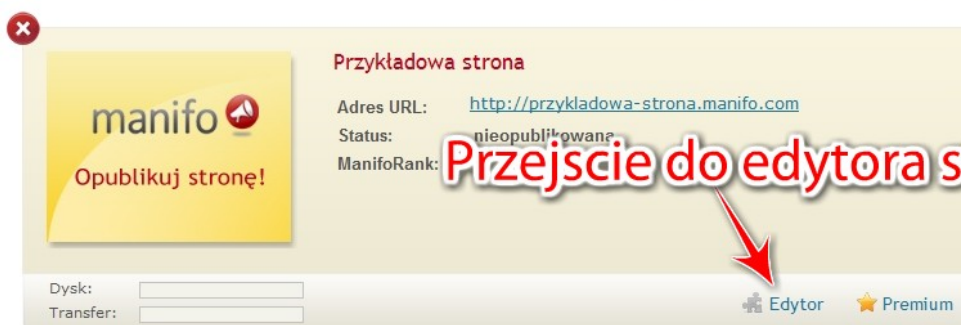 Przykładowa strona
manifo
Opublikuj stronę!
Adres URL: http://przykladowa-strona.manifo.com
Status: nieopublikowana
ManifoRank:
Przejscie do edytora s
Dysk:
Transfer:
Edytor Premium